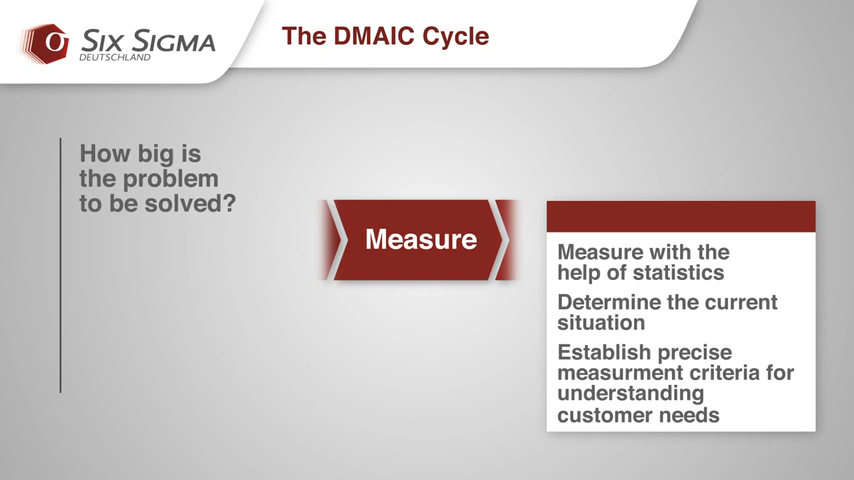 SIX SIGMA
DEUTSCHLAND
The DMAIC Cycle
How big is
the problem
to be solved?
Measure
Measure with the
help of statistics
Determine the current
situation
Establish precise
measurment criteria for
understanding
customer needs